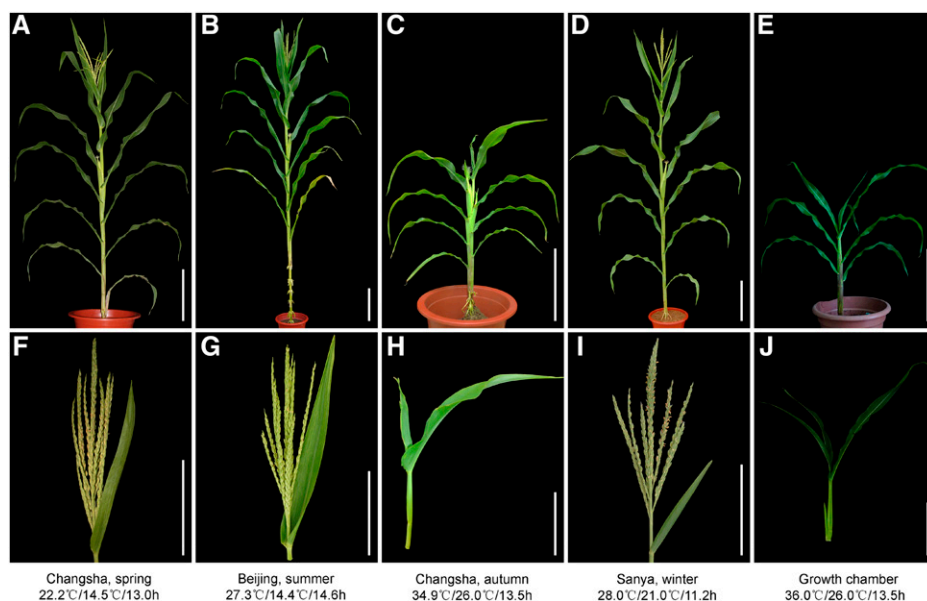 A B C D E
F G H I J
Changsha, spring Beijing, summer Changsha, autumn Sanya, winter Growth chamber
22.2℃/14.5℃/13.0h 27.3℃/14.4℃/14.6h 34.9℃/26.0℃/13.5h 28.0℃/21.0℃/11.2h 36.0℃/26.0℃/13.5h